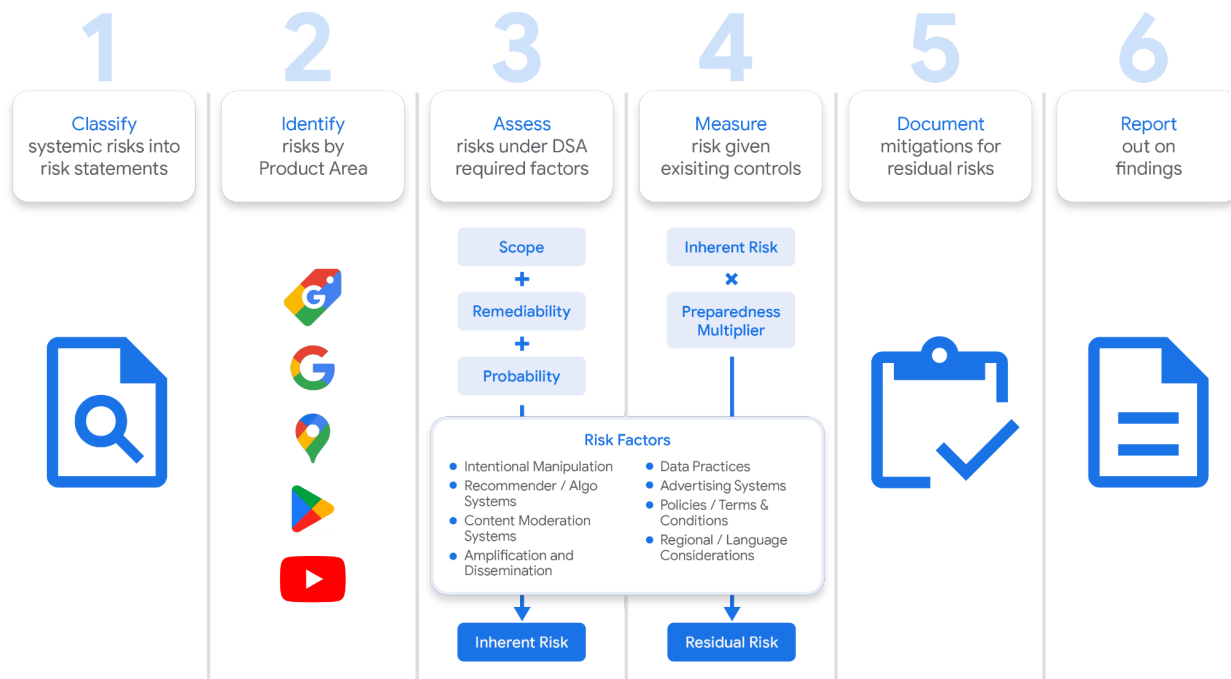 1
Classify
systemic risks into
risk statements
2
Identify
risks by
Product Area
3
Assess
risks under DSA
required factors
4
Measure
risk given
exisiting controls
5
Document
mitigations for
residual risks
6
Report
out on
findings
G
G
Scope
+
Remediability
+
Probability
Inherent Risk
×
Preparedness
Multiplier
Risk Factors
Intentional Manipulation
Recommender / Algo
Systems
Content Moderation
Systems
Amplification and
Dissemination
Data Practices
Advertising Systems
Policies / Terms &
Conditions
Regional / Language
Considerations
Inherent Risk
Residual Risk